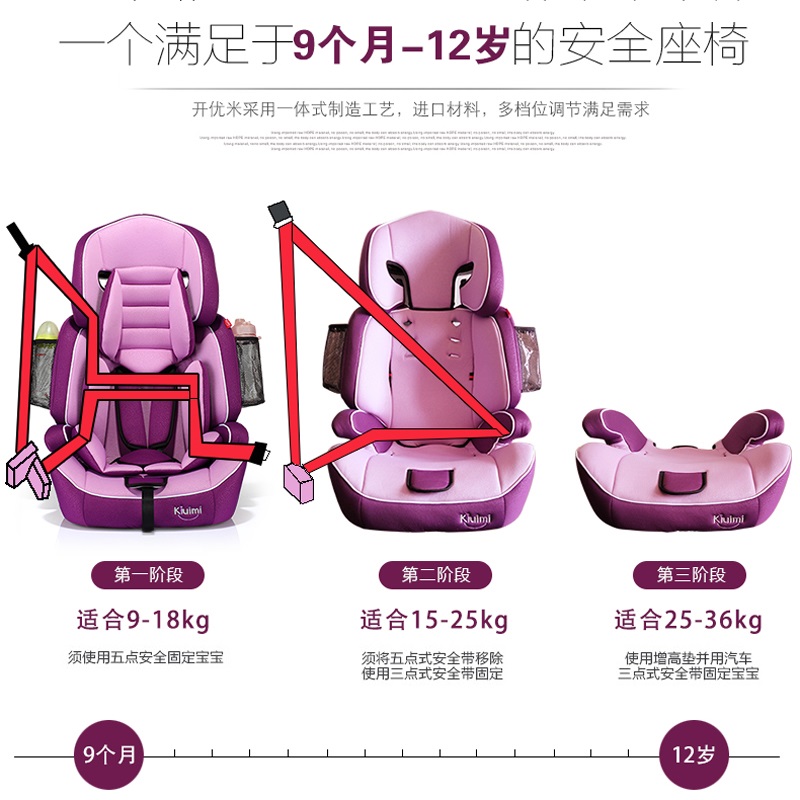 一个满足于9个月-12岁的安全座椅
开优米采用一体式制造工艺，进口材料，多档位调节满足需求
Kiuimi
Kiuimi
Kiuimi
第一阶段
第二阶段
第三阶段
适合9-18kg
适合15-25kg
适合25-36kg
须使用五点安全固定宝宝
须将五点式安全带移除
使用三点式安全带固定
使用增高垫并用汽车
三点式安全带固定宝宝
9个月
12岁